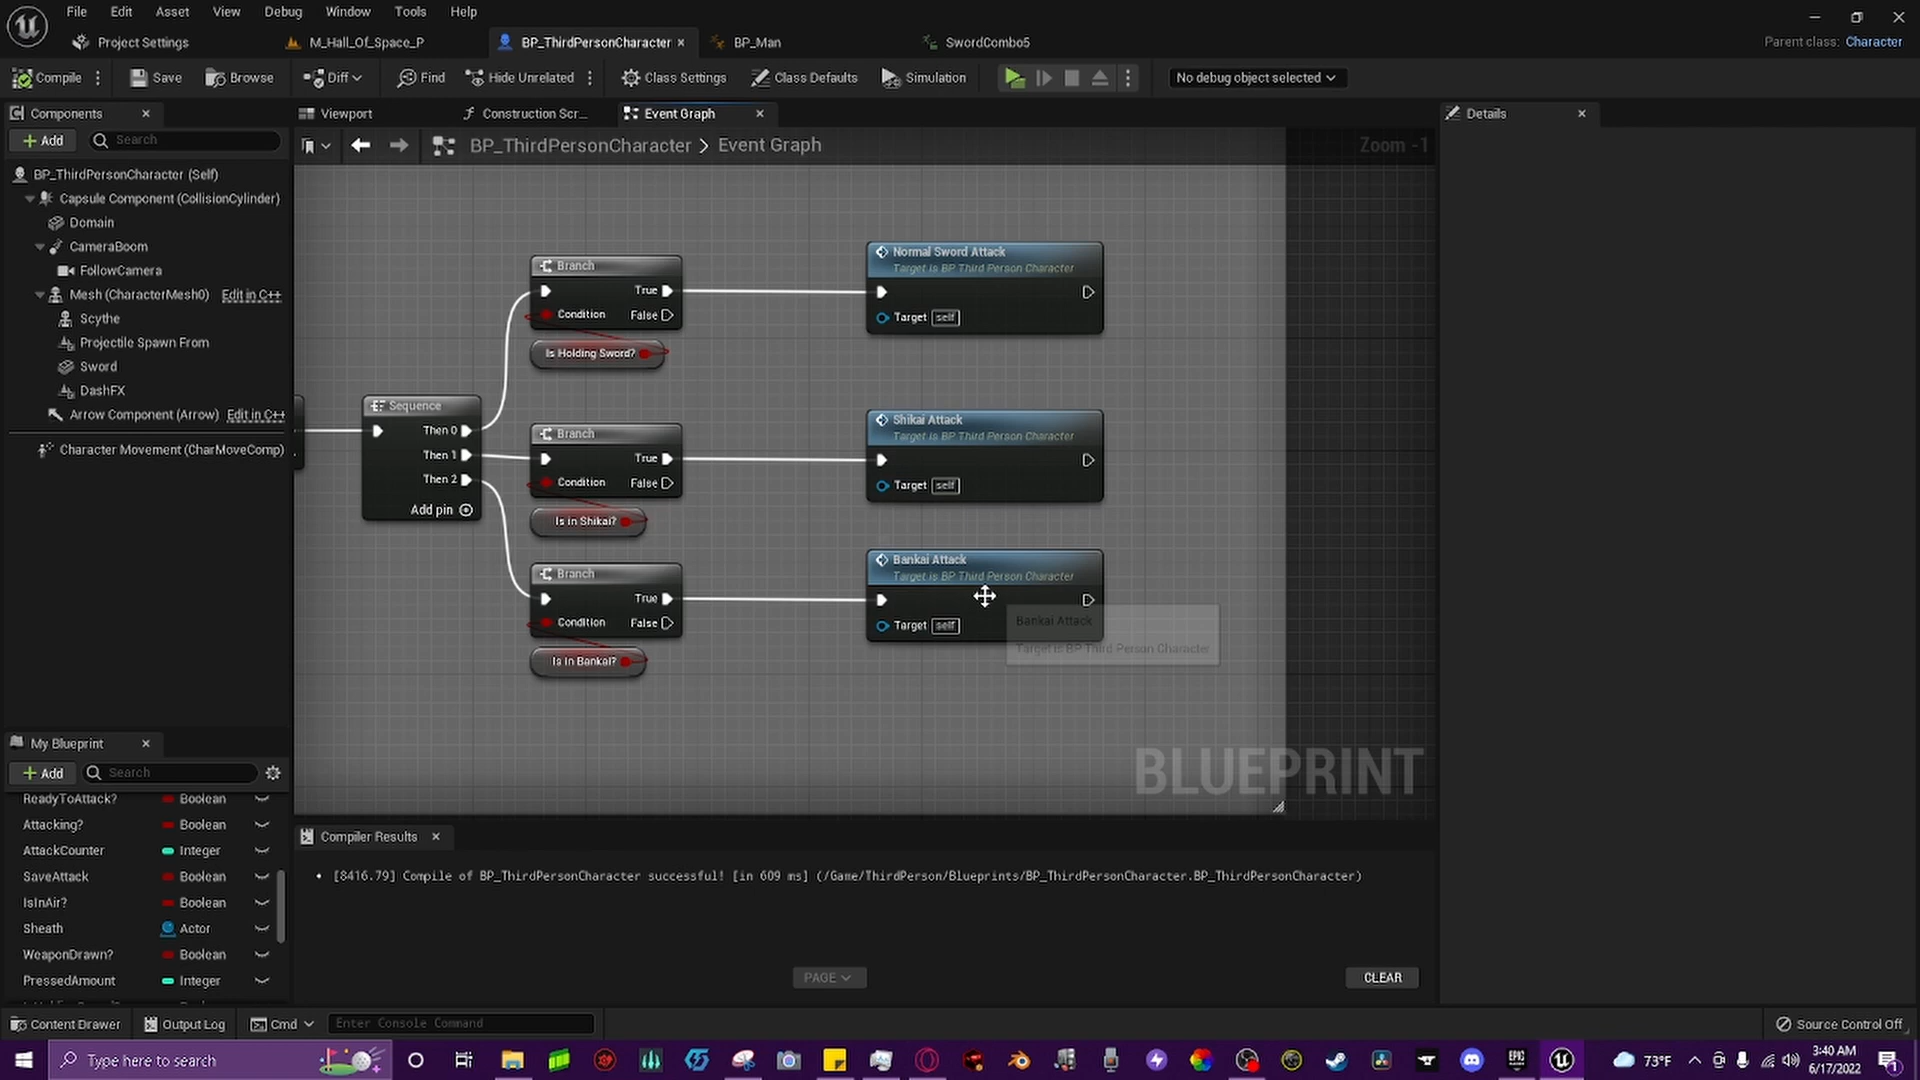 File Edit Asset View Debug Window Tools Help
Project Settings M_Hall_Of_Space_P BP_ThirdPersonCharacter BP_Man SwordCombo5
Parent class: Character
Compile Save Browse Diff Find Hide Unrelated Class Settings Class Defaults Simulation No debug object selected
Components
Add Search
BP_ThirdPersonCharacter (Self)
Capsule Component (CollisionCylinder)
Domain
CameraBoom
FollowCamera
Mesh (CharacterMesh0) Edit in C++
Scythe
Projectile Spawn From
Sword
DashFX
Arrow Component (Arrow) Edit in C++
Character Movement (CharMoveComp)
My Blueprint
Add Search
ReadyToAttack? Boolean
Attacking? Boolean
AttackCounter Integer
SaveAttack Boolean
IsInAir? Boolean
Sheath Actor
WeaponDrawn? Boolean
PressedAmount Integer
Viewport Construction Scr... Event Graph
BP_ThirdPersonCharacter > Event Graph
Zoom -1
Sequence
Then 0
Then 1
Then 2
Add pin
Branch
True
Condition False
Is Holding Sword?
Normal Sword Attack
Target is BP Third Person Character
Target self
Branch
True
Condition False
Is in Shikai?
Shikai Attack
Target is BP Third Person Character
Target self
Branch
True
Condition False
Is in Bankai?
Bankai Attack
Target is BP Third Person Character
Target self
Bankai Attack
Target is BP Third Person Character
BLUEPRINT
Compiler Results
[8416.79] Compile of BP_ThirdPersonCharacter successful! [in 609 ms] (/Game/ThirdPerson/Blueprints/BP_ThirdPersonCharacter.BP_ThirdPersonCharacter)
PAGE
CLEAR
Details
Content Drawer Output Log Cmd Enter Console Command
Source Control Off
Type here to search
EPIC GAMES
73°F
3:40 AM
6/17/2022
1